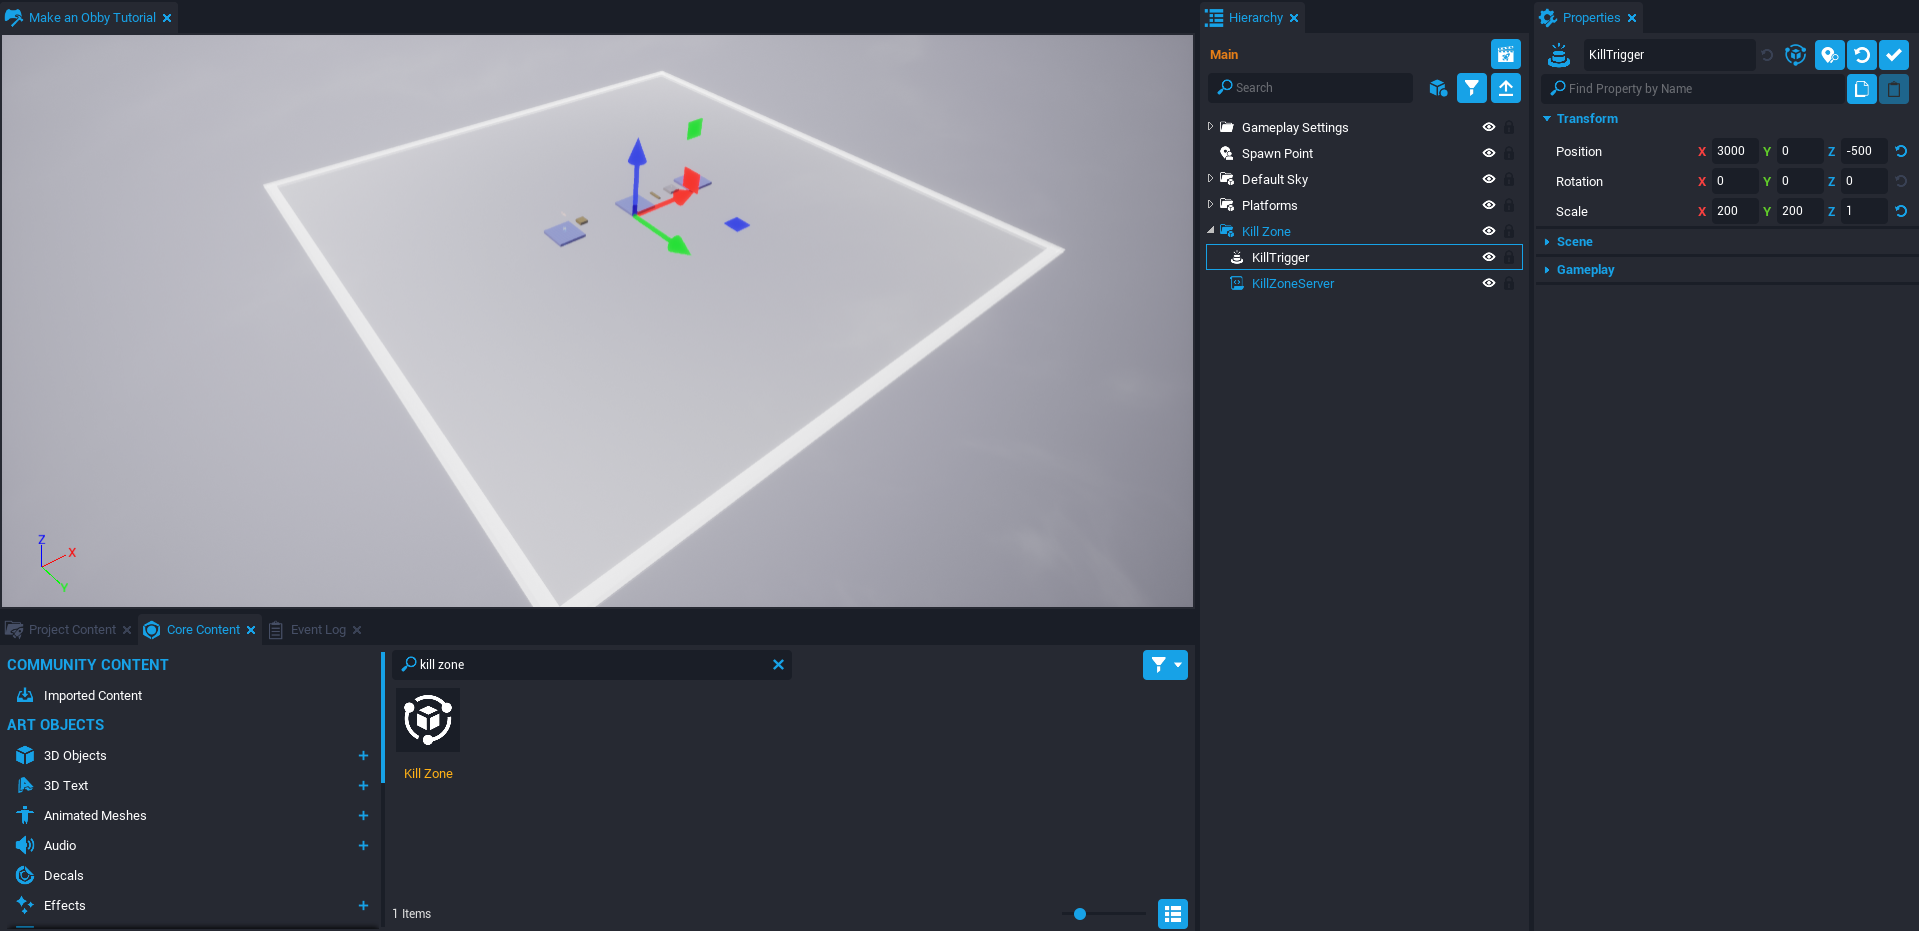 Make an Obby Tutorial
Z
X
Y
Project Content
Core Content
Event Log
COMMUNITY CONTENT
Imported Content
ART OBJECTS
3D Objects
3D Text
Animated Meshes
Audio
Decals
Effects
kill zone
Kill Zone
1 Items
Hierarchy
Main
Search
Gameplay Settings
Spawn Point
Default Sky
Platforms
Kill Zone
KillTrigger
KillZoneServer
Properties
KillTrigger
Find Property by Name
Transform
Position X 3000 Y 0 Z -500
Rotation X 0 Y 0 Z 0
Scale X 200 Y 200 Z 1
Scene
Gameplay